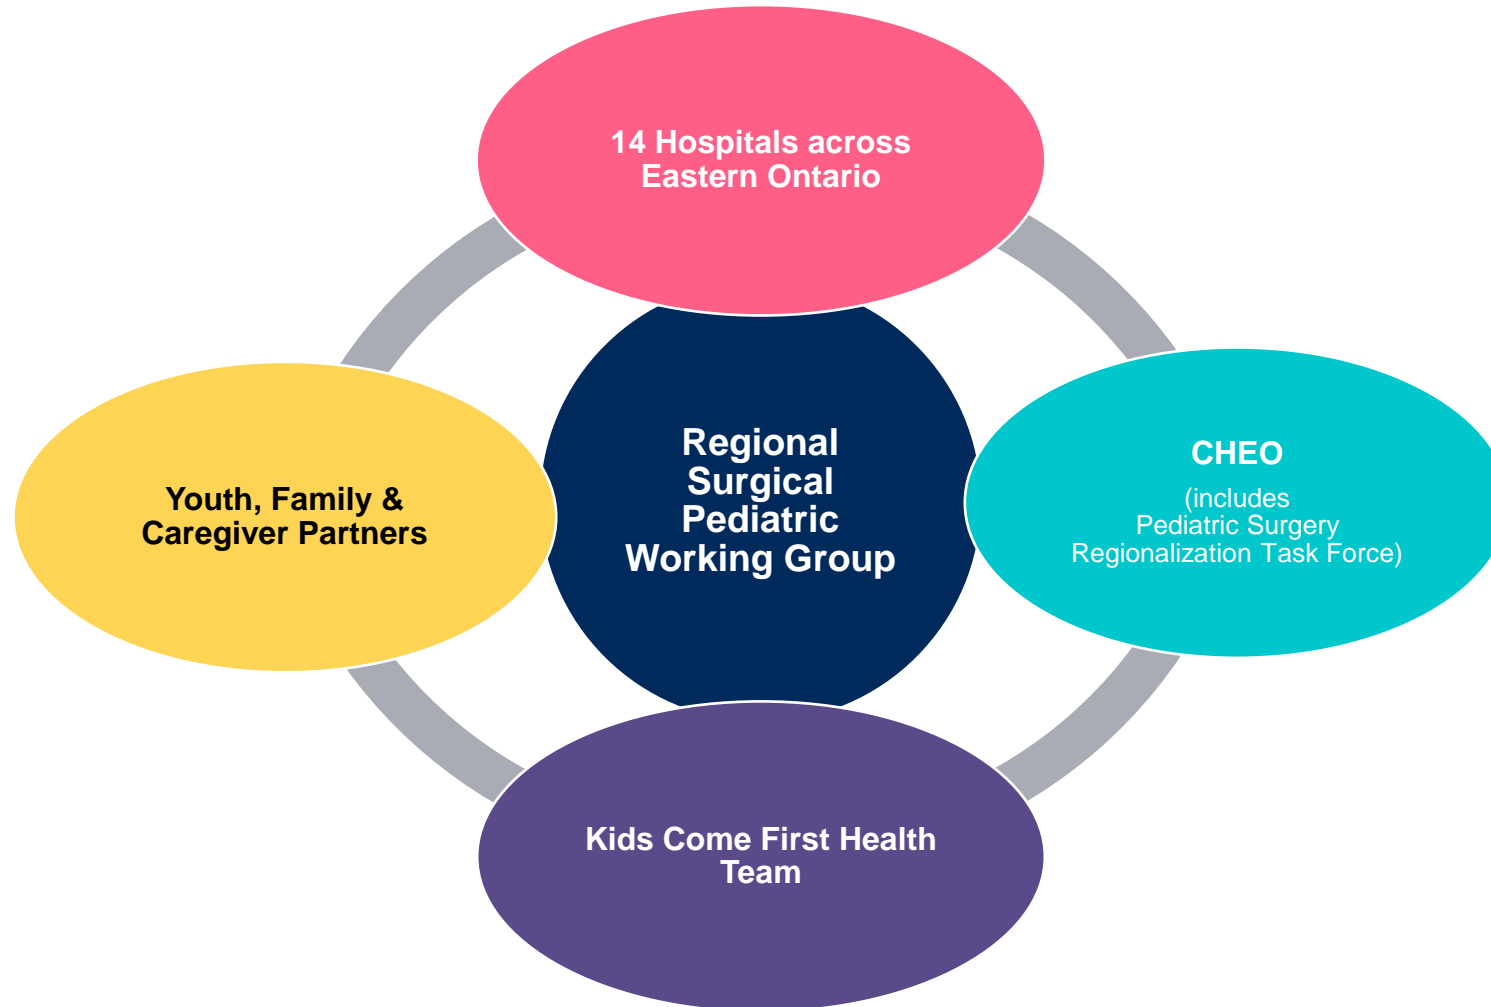 14 Hospitals across
Eastern Ontario
Youth, Family &
Caregiver Partners
Regional
Surgical
Pediatric
Working Group
CHEO
(includes
Pediatric Surgery
Regionalization Task Force)
Kids Come First Health
Team